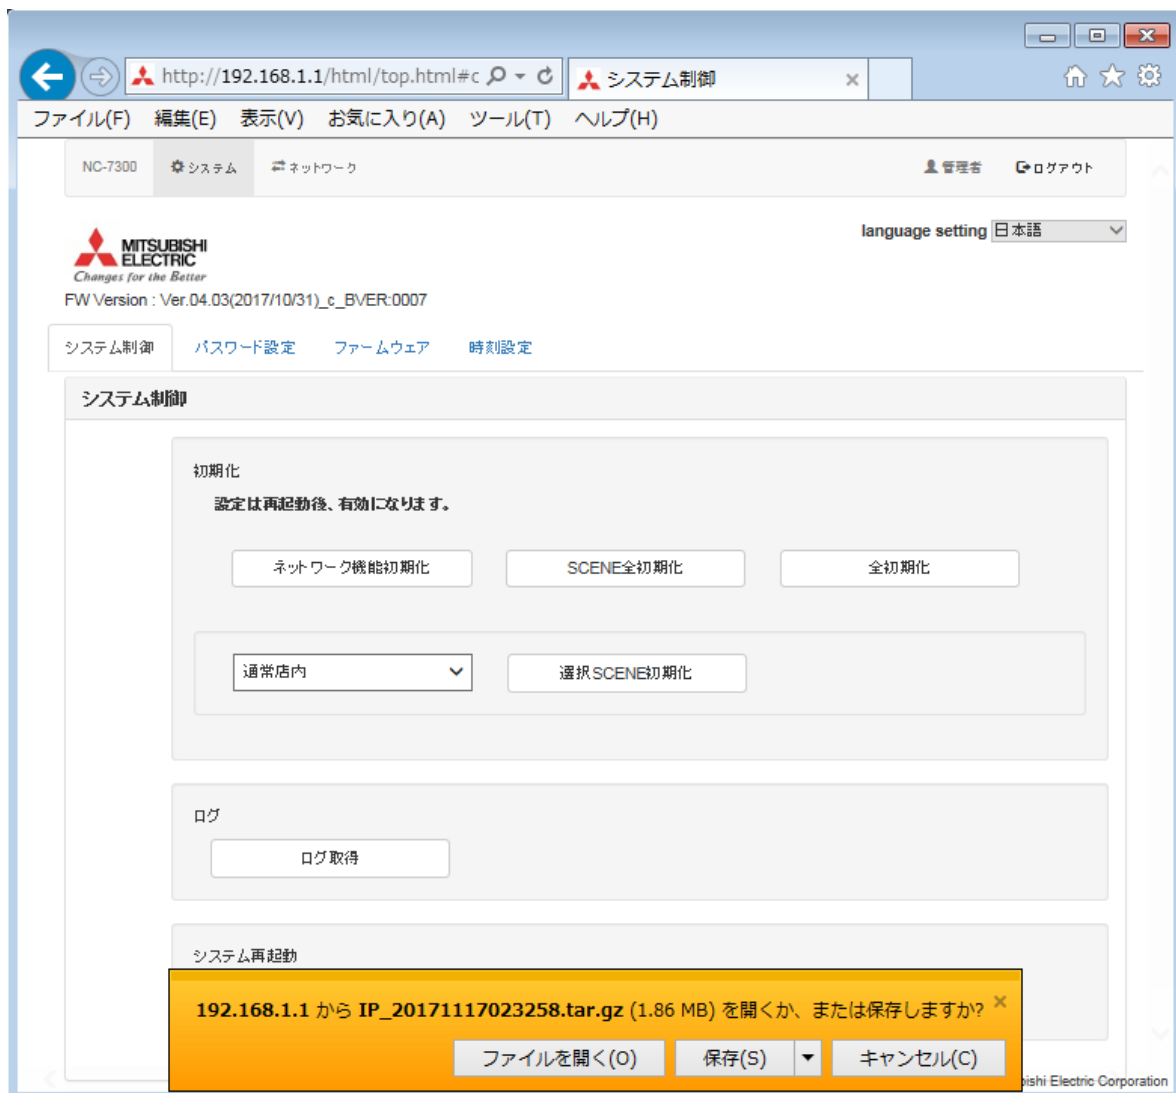 http://192.168.1.1/html/top.html#c
システム制御
ファイル(F) 編集(E) 表示(V) お気に入り(A) ツール(T) ヘルプ(H)
NC-7300 システム ネットワーク 管理者 ログアウト
language setting 日本語
MITSUBISHI
ELECTRIC
Changes for the Better
FW Version : Ver.04.03(2017/10/31)_c_BVER:0007
システム制御 パスワード設定 ファームウェア 時刻設定
システム制御
初期化
設定は再起動後、有効になります。
ネットワーク機能初期化 SCENE全初期化 全初期化
通常店内 選択SCENE初期化
ログ
ログ取得
システム再起動
192.168.1.1 から IP_20171117023258.tar.gz (1.86 MB) を開くか、または保存しますか?
ファイルを開く(O) 保存(S) キャンセル(C)
bishi Electric Corporation